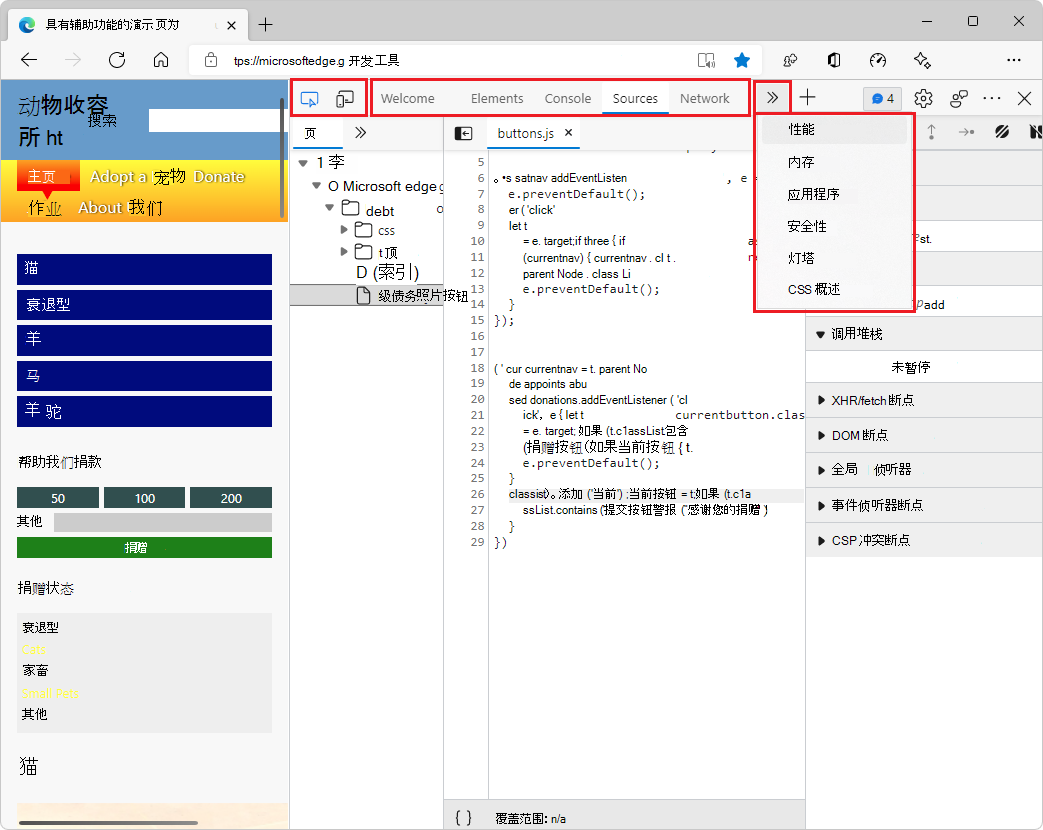 具有辅助功能的演示 页为
tps://microsoftedge.g 开发工具
动物收容
所 ht
搜索
主页
Adopt a 宠物 Donate
作业 About 我们
猫
衰退型
羊
马
羊 驼
帮助我们捐款
50
100
200
其他
捐赠
捐赠状态
衰退型
cats
家畜
small pets
其他
猫
Welcome
Elements
Console
Sources
Network
4
页
1 李
O Microsoft edge g
debt
css
t 顶
D (索引)
级债务照片按钮
buttons.js
5
6 。•s satnav addEventListen , e =
7 e.preventDefault();
8 er ( 'click'
9 let t
10 = e. target;if three { if
11 (currentnav) { currentnav . cl t .
12 parent Node . class Li
13 e.preventDefault();
14 }
15 });
16
17
18 ( ' cur currentnav = t. parent No
19 de appoints abu
20 sed donations.addEventListener ( 'cl
21 ick', e { let t currentbutton.clas
22 = e. target; 如果 (t.c1assList包含
23 (捐赠按钮 (如果当前按钮 { t.
24 e.preventDefault();
25 }
26 classist)。添加 ('当前') ;当前按钮 = t;如果 (t.c1a
27 ssList.contains (提交按钮警报 ("感谢您的捐赠 )
28 }
29 })
{ } 覆盖范围: n/a
性能
内存
应用程序
安全性
灯塔
CSS 概述
st.
add
调用堆栈
未暂停
XHR/fetch 断点
DOM 断点
全局 侦听器
事件侦听器断点
CSP 冲突断点